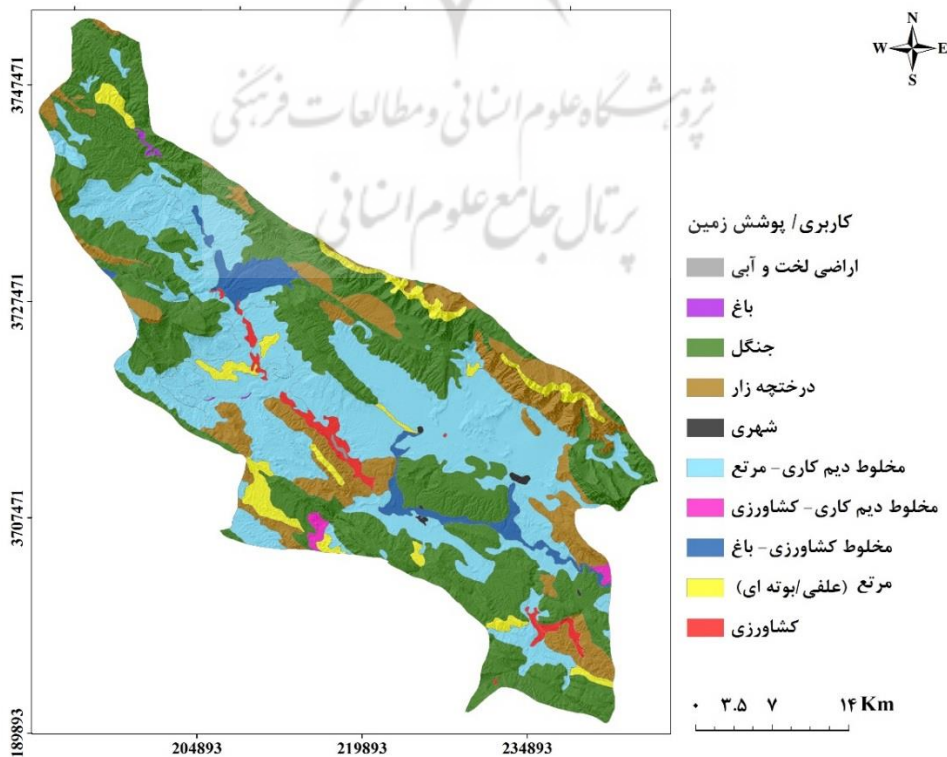 N
W E
S
3747471
3727471
3707471
189893
204893
219893
234893
پژوهشگاه علوم انسانی و مطالعات فرهنگی
پرتال جامع علوم انسانی
کاربری / پوشش زمین
اراضی لخت و آبی
باغ
جنگل
درختچه زار
شهری
مخلوط دیم کاری - مرتع
مخلوط دیم کاری - کشاورزی
مخلوط کشاورزی - باغ
مرتع (علفی/بوته ای)
کشاورزی
۰ ۳.۵ ۷ ۱۴ Km